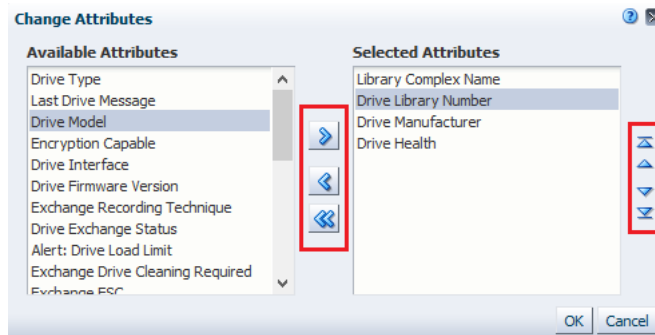 Change Attributes
Available Attributes
Drive Type
Last Drive Message
Drive Model
Encryption Capable
Drive Interface
Drive Firmware Version
Exchange Recording Technique
Drive Exchange Status
Alert: Drive Load Limit
Exchange Drive Cleaning Required
Exchange FSC
Selected Attributes
Library Complex Name
Drive Library Number
Drive Manufacturer
Drive Health
OK
Cancel